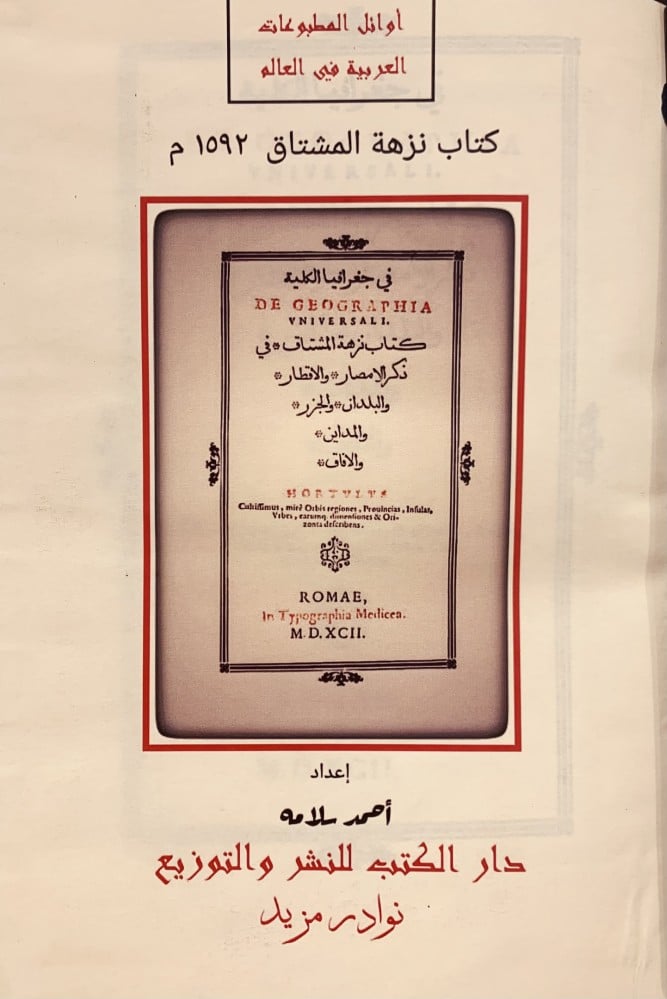 أوائل المطبوعات
العربية في العالم
كتاب نزهة المشتاق ١٥٩٢ م
في جغرافيا الكلية
DE GEOGRAPHIA
VNIVERSALI.
كتاب نزهة المشتاق * في
ذكر الامصار * والاقطار *
والبلدان * والجزر *
والمداين *
والافاق *
HORTVLVS
Cultissimus, mirè Orbis regiones, Prouincias, Insulas,
Vrbes, earumq. dimensiones & Ori-
zonta describens.
ROMAE,
In Typographia Medicea.
M.D.XCII.
إعداد
أحمد سلامه
دار الكتب للنشر والتوزيع
نوادر مزيد